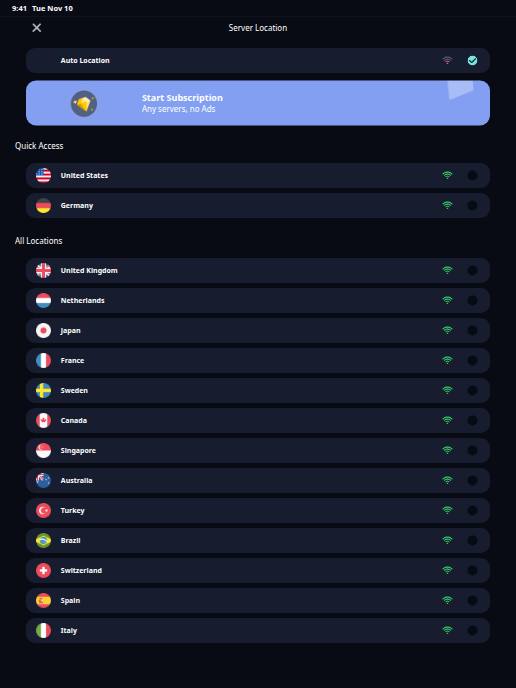 9:41 Tue Nov 10
Server Location
Auto Location
Start Subscription
Any servers, no Ads
Quick Access
United States
Germany
All Locations
United Kingdom
Netherlands
Japan
France
Sweden
Canada
Singapore
Australia
Turkey
Brazil
Switzerland
Spain
Italy